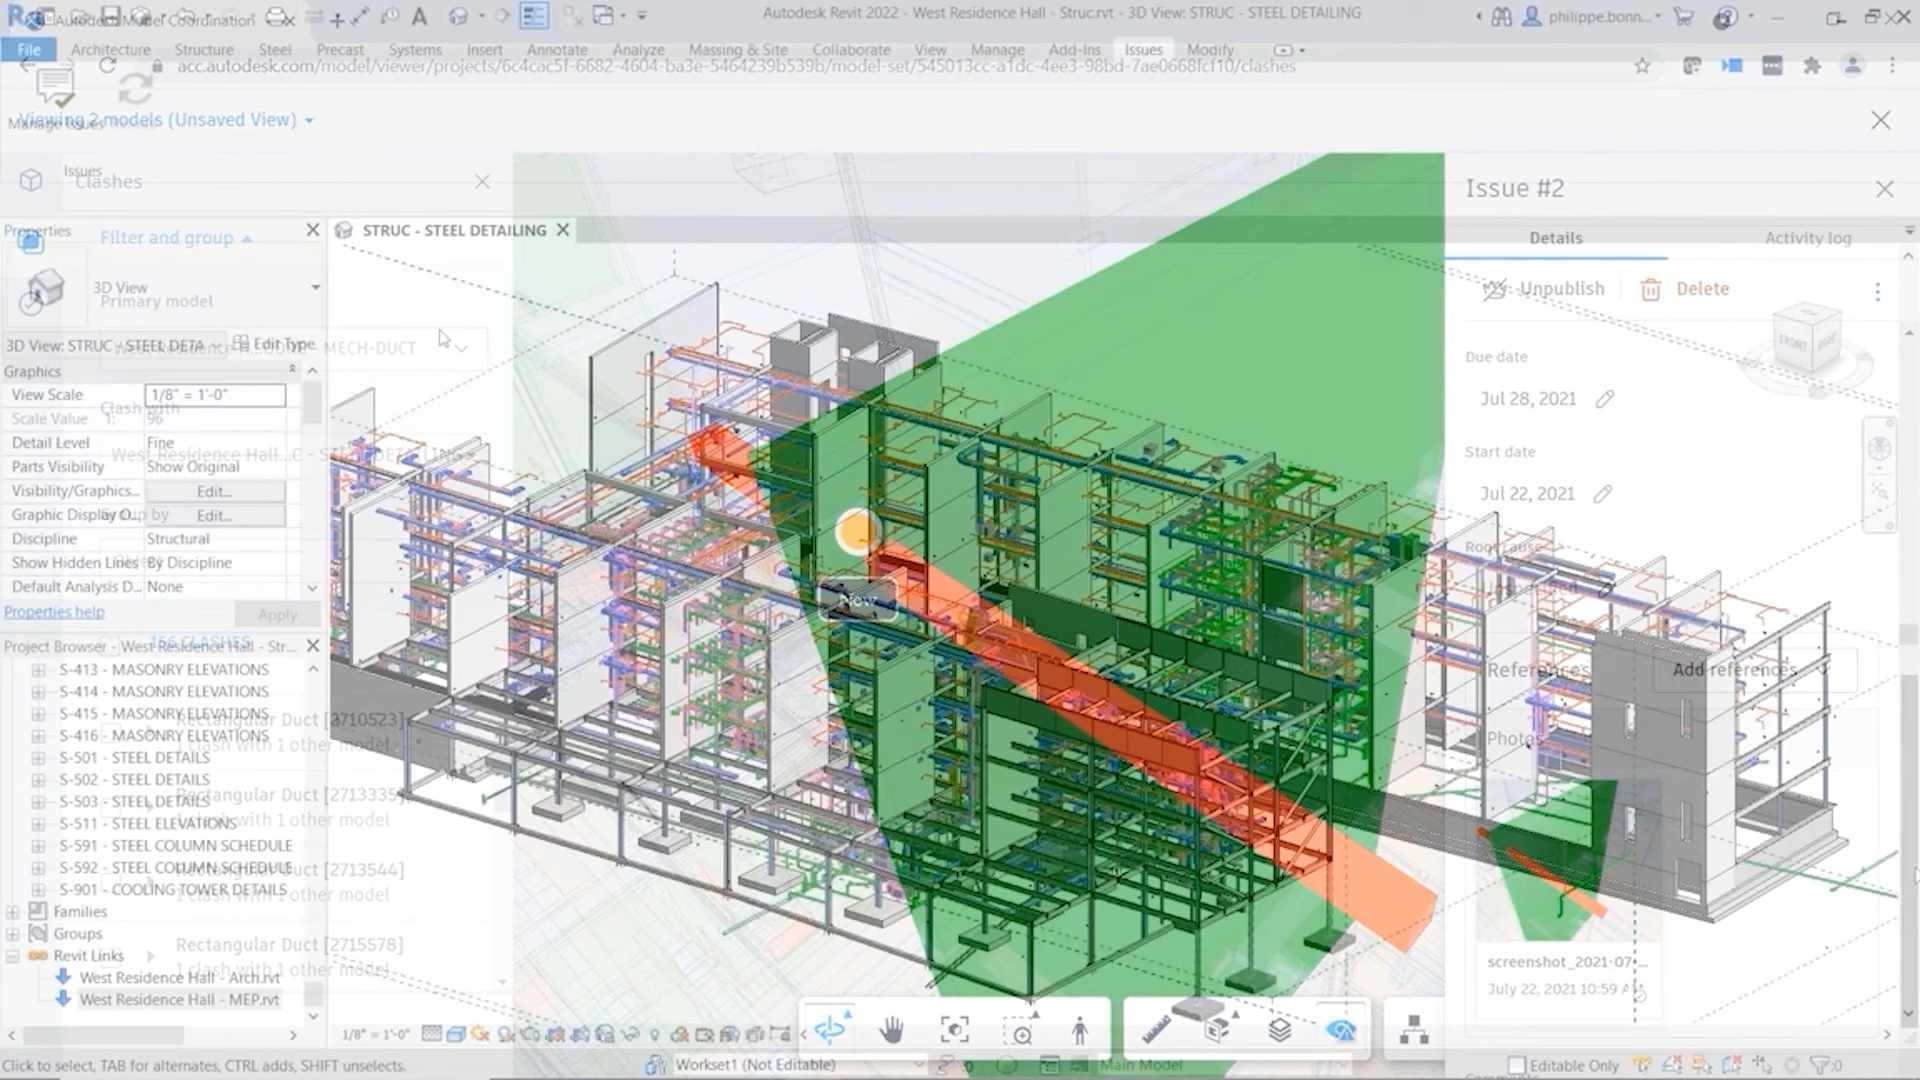 Autodesk Model Coordination
Autodesk Revit 2022 - West Residence Hall - Struc.rvt - 3D View: STRUC - STEEL DETAILING
philippe.bonn...
File Architecture Structure Steel Precast Systems Insert Annotate Analyze Massing & Site Collaborate View Manage Add-Ins Issues Modify
acc.autodesk.com/model/viewer/projects/6c4cac5f-6682-4604-ba3e-5464239b539b/model-set/545013cc-a1dc-4ee3-98bd-7ae0668fcf10/clashes
Viewing 2 models (Unsaved View)
Manage Issues
Issues
Clashes
Issue #2
Properties
Filter and group
STRUC - STEEL DETAILING
Details
Activity log
3D View
Primary model
Unpublish
Delete
3D View: STRUC - STEEL DETA
Edit Type
MECH-DUCT
Graphics
View Scale 1/8" = 1'-0"
Clash with
Scale Value 1: 96
Detail Level Fine
West Residence Hall...C - STEEL DETAILING
Parts Visibility Show Original
Visibility/Graphics... Edit...
Graphic Display O... Edit...
Group by
Discipline Structural
Show Hidden Lines By Discipline
Object
Default Analysis D... None
Properties help
Apply
156 CLASHES
Project Browser - West Residence Hall - Str...
S-413 - MASONRY ELEVATIONS
S-414 - MASONRY ELEVATIONS
S-415 - MASONRY ELEVATIONS
S-416 - MASONRY ELEVATIONS
S-501 - STEEL DETAILS
S-502 - STEEL DETAILS
S-503 - STEEL DETAILS
S-511 - STEEL ELEVATIONS
S-591 - STEEL COLUMN SCHEDULE
S-592 - STEEL COLUMN SCHEDULE
S-901 - COOLING TOWER DETAILS
Families
Groups
Revit Links
West Residence Hall - Arch.rvt
West Residence Hall - MEP.rvt
Rectangular Duct [2710523]
1 clash with 1 other model
Rectangular Duct [2713335]
1 clash with 1 other model
Rectangular Duct [2713544]
1 clash with 1 other model
Rectangular Duct [2715578]
1 clash with 1 other model
New
FRONT
RIGHT
Due date
Jul 28, 2021
Start date
Jul 22, 2021
Root cause
References
Add references
Photos
screenshot_2021-07-...
July 22, 2021 10:59 A
1/8" = 1'-0"
Click to select, TAB for alternates, CTRL adds, SHIFT unselects.
Workset1 (Not Editable)
:0
Main Model
Editable Only
:0